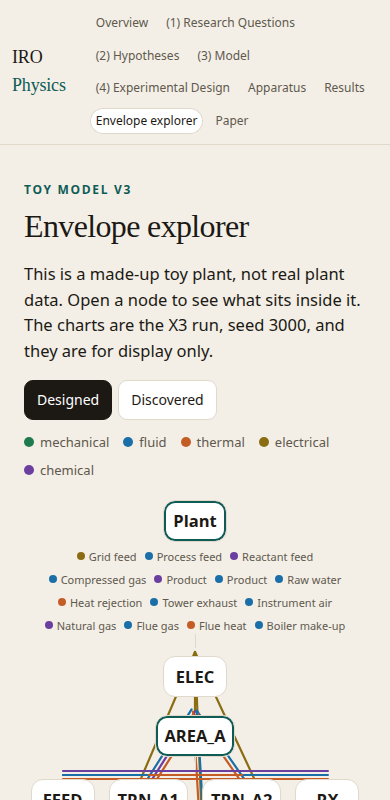 IRO
Physics
Overview (1) Research Questions
(2) Hypotheses (3) Model
(4) Experimental Design Apparatus Results
Envelope explorer Paper
TOY MODEL V3
Envelope explorer
This is a made-up toy plant, not real plant
data. Open a node to see what sits inside it.
The charts are the X3 run, seed 3000, and
they are for display only.
Designed Discovered
mechanical fluid thermal electrical
chemical
Plant
Grid feed Process feed Reactant feed
Compressed gas Product Product Raw water
Heat rejection Tower exhaust Instrument air
Natural gas Flue gas Flue heat Boiler make-up
ELEC
AREA_A
FEED TRN_A1 TRN_A2 RX